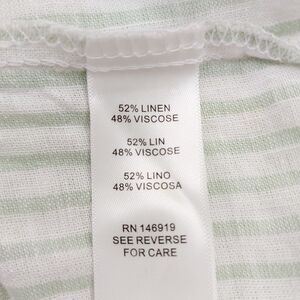 52% LINEN
48% VISCOSE
52% LIN
48% VISCOSE
52% LINO
48% VISCOSA
RN 146919
SEE REVERSE
FOR CARE